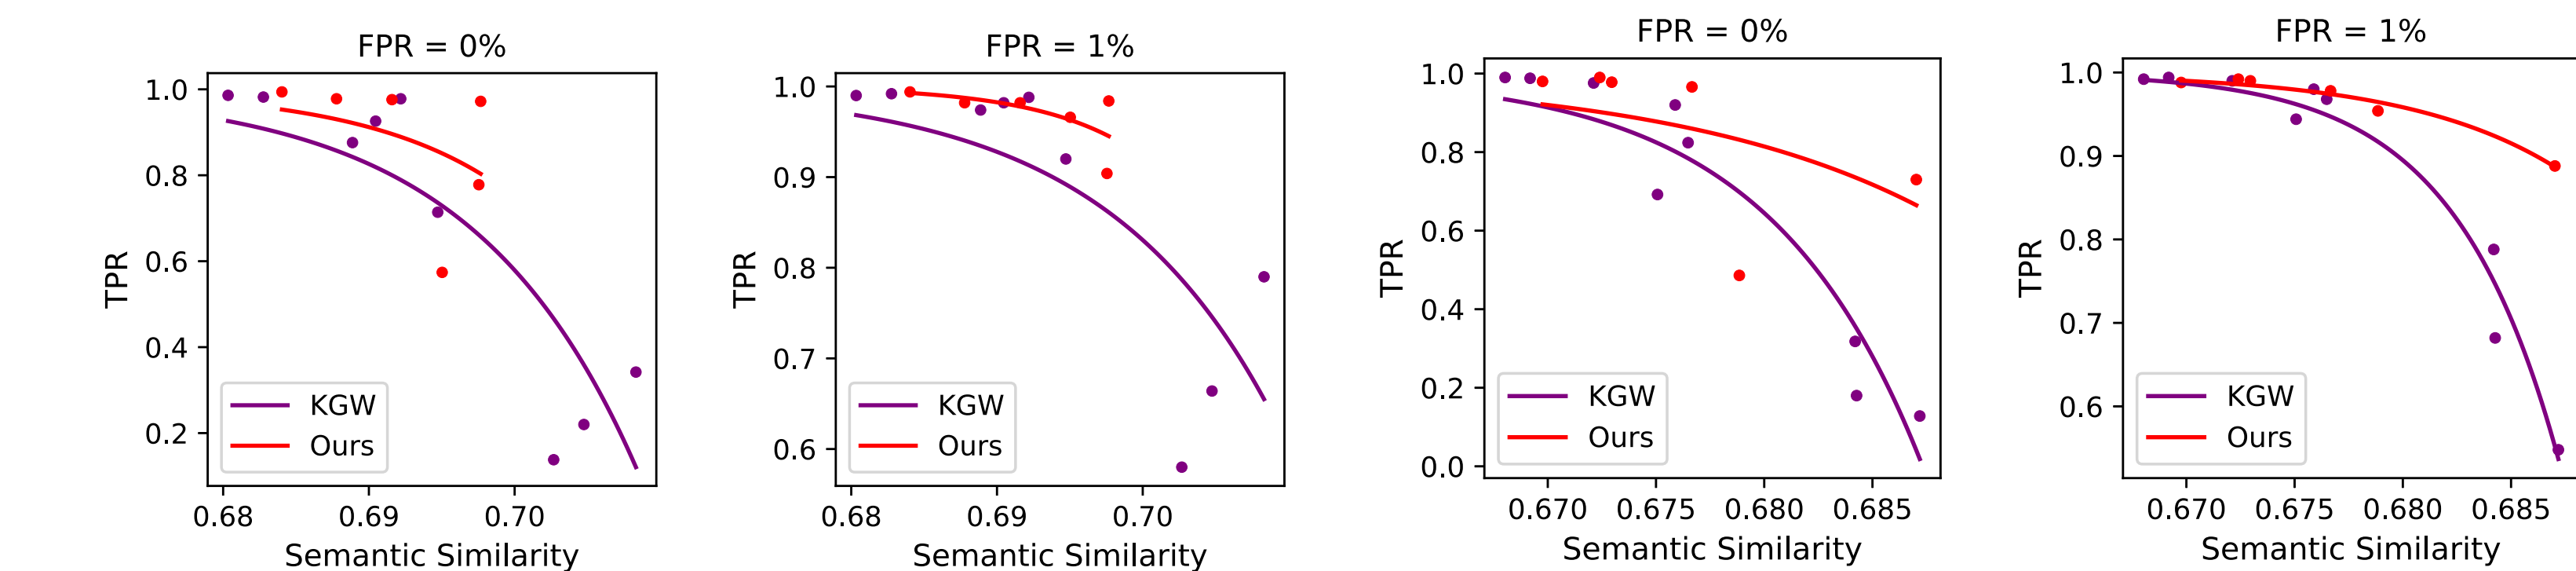 FPR = 0%
1.0
0.8
0.6
0.4
0.2
TPR
KGW
Ours
0.68 0.69 0.70
Semantic Similarity
FPR = 1%
1.0
0.9
0.8
0.7
0.6
TPR
KGW
Ours
0.68 0.69 0.70
Semantic Similarity
FPR = 0%
1.0
0.8
0.6
0.4
0.2
0.0
TPR
KGW
Ours
0.670 0.675 0.680 0.685
Semantic Similarity
FPR = 1%
1.0
0.9
0.8
0.7
0.6
TPR
KGW
Ours
0.670 0.675 0.680 0.685
Semantic Similarity